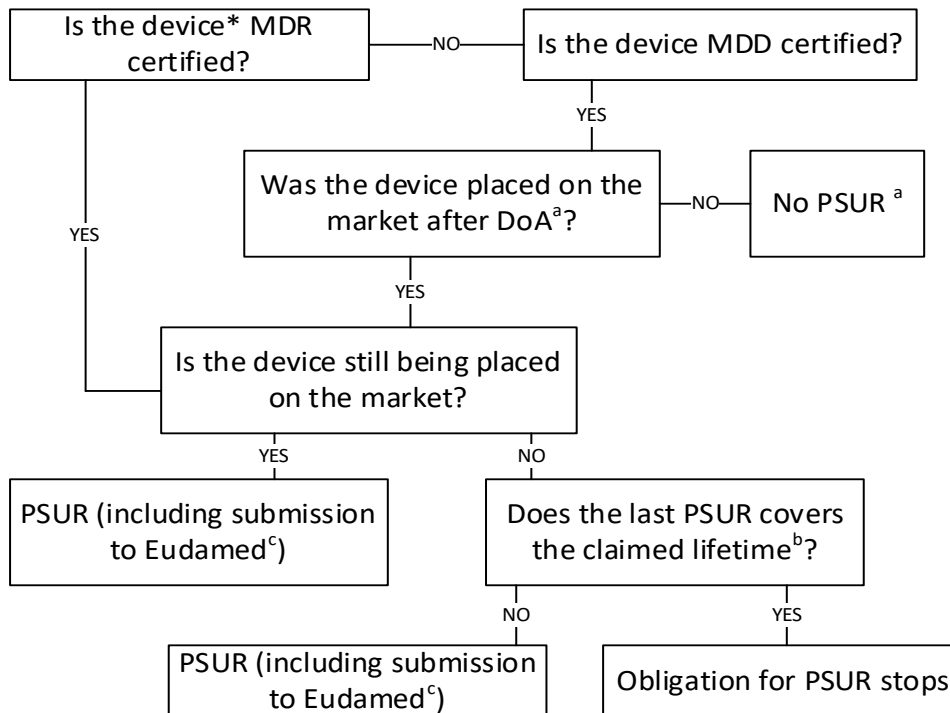 Is the device* MDR
certified?
NO
Is the device MDD certified?
YES
YES
Was the device placed on the
market after DoAᵃ?
NO
No PSUR ᵃ
YES
Is the device still being placed
on the market?
YES
NO
PSUR (including submission
to Eudamedᶜ)
Does the last PSUR covers
the claimed lifetimeᵇ?
NO
YES
PSUR (including submission
to Eudamedᶜ)
Obligation for PSUR stops